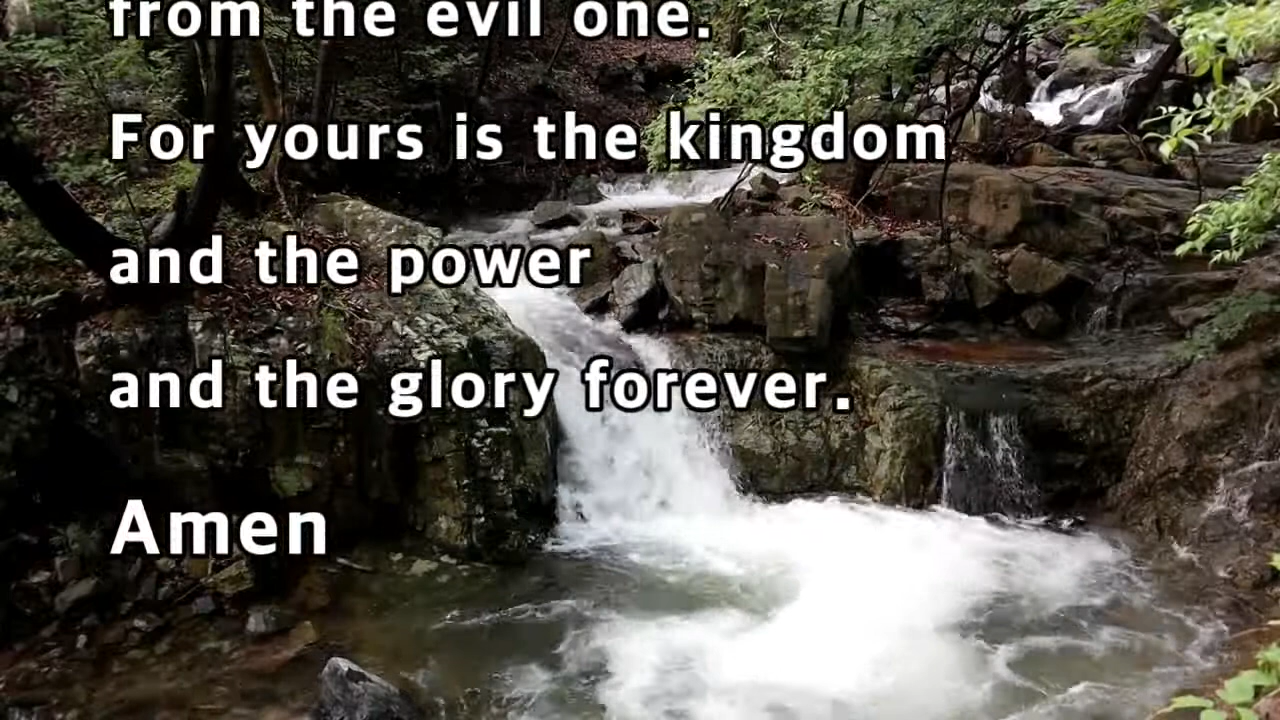 from the evil one.
For yours is the kingdom
and the power
and the glory forever.
Amen